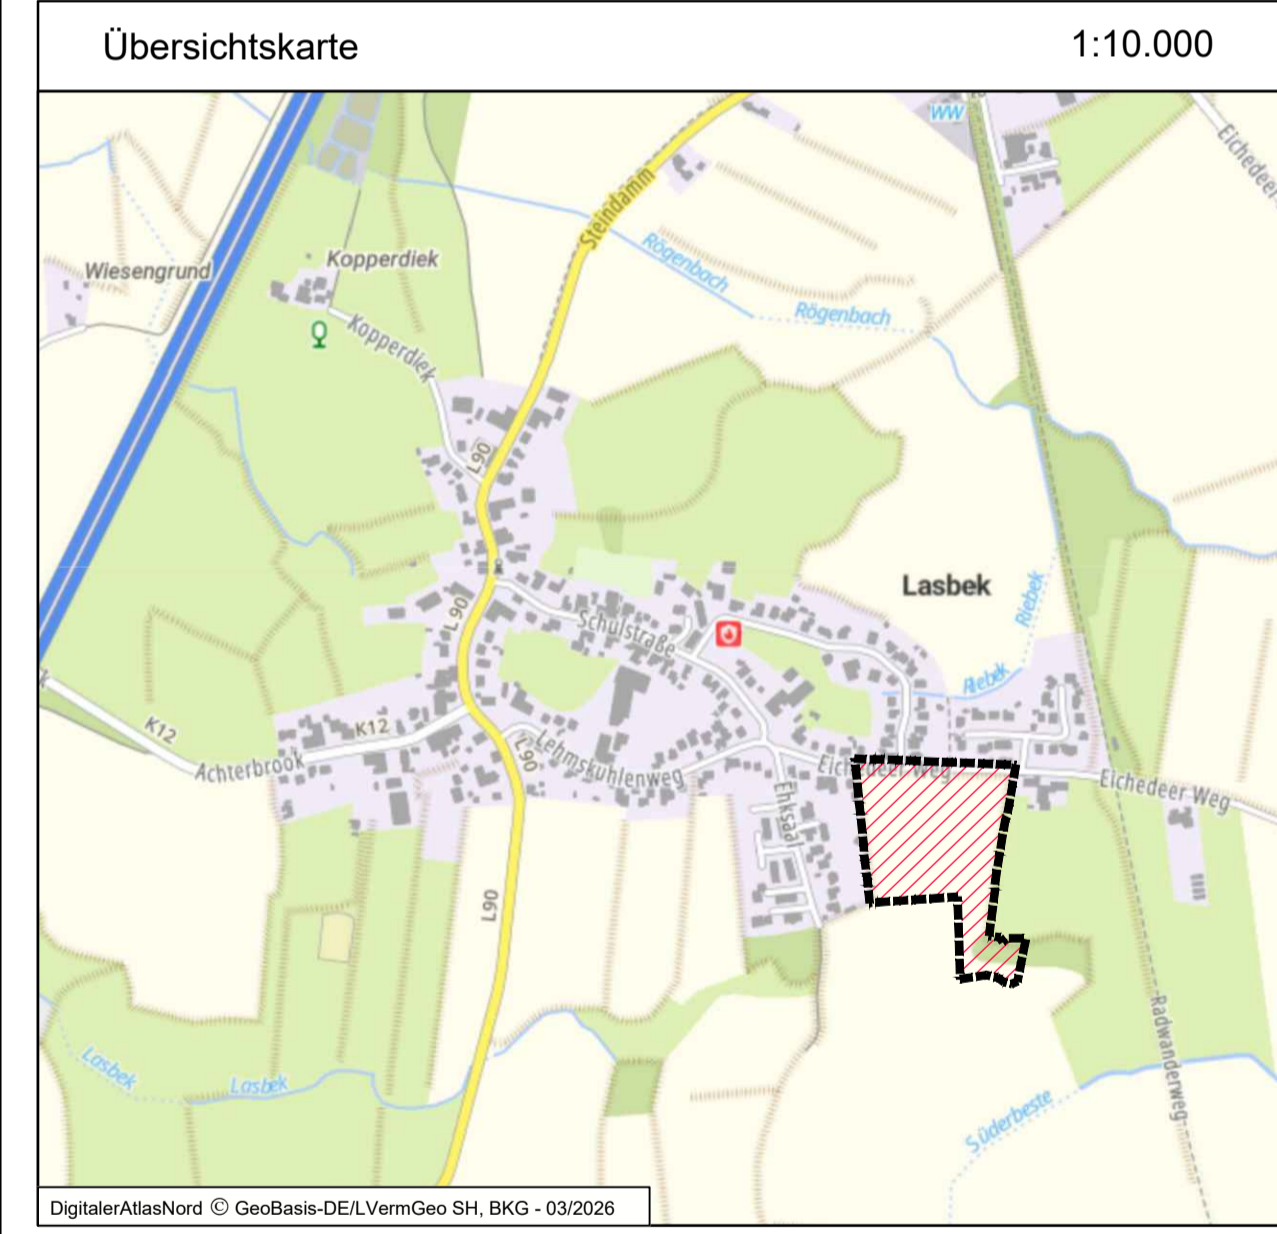 Übersichtskarte
1:10.000
WW
Eichedeer
Steindamm
Kopperdiek
Wiesengrund
Rögenbach
Rögenbach
Kopperdiek
L90
Lasbek
Riebek
L 90
Schulstraße
Riebek
K12
K12
Achterbrook
L90
Lehmskuhlenweg
Eichedeer Weg
Eichedeer Weg
Ehksaal
L90
Radwanderweg
Lasbek
Lasbek
Süderbeste
DigitalerAtlasNord © GeoBasis-DE/LVermGeo SH, BKG - 03/2026